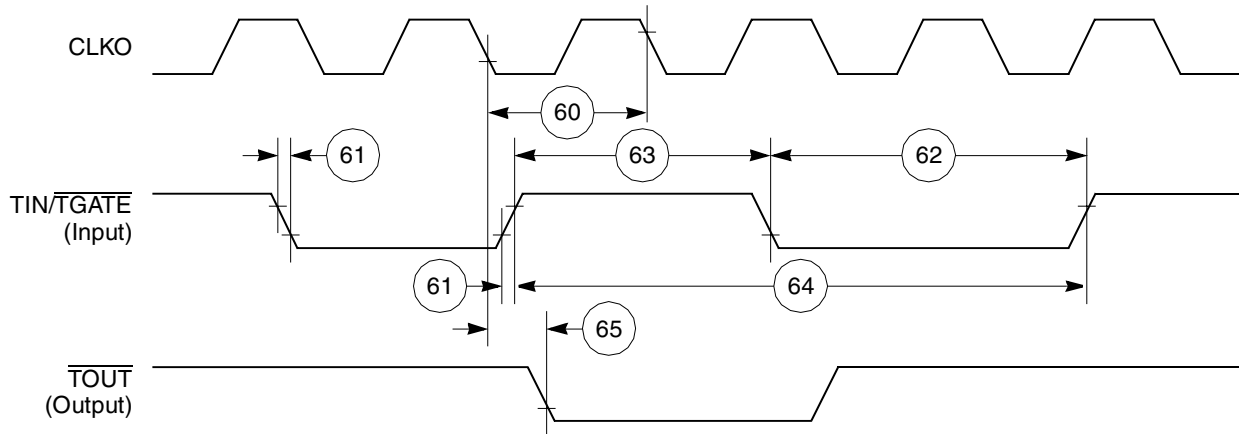 CLKO
60
61
63
62
TIN/TGATE
(Input)
61
64
65
TOUT
(Output)